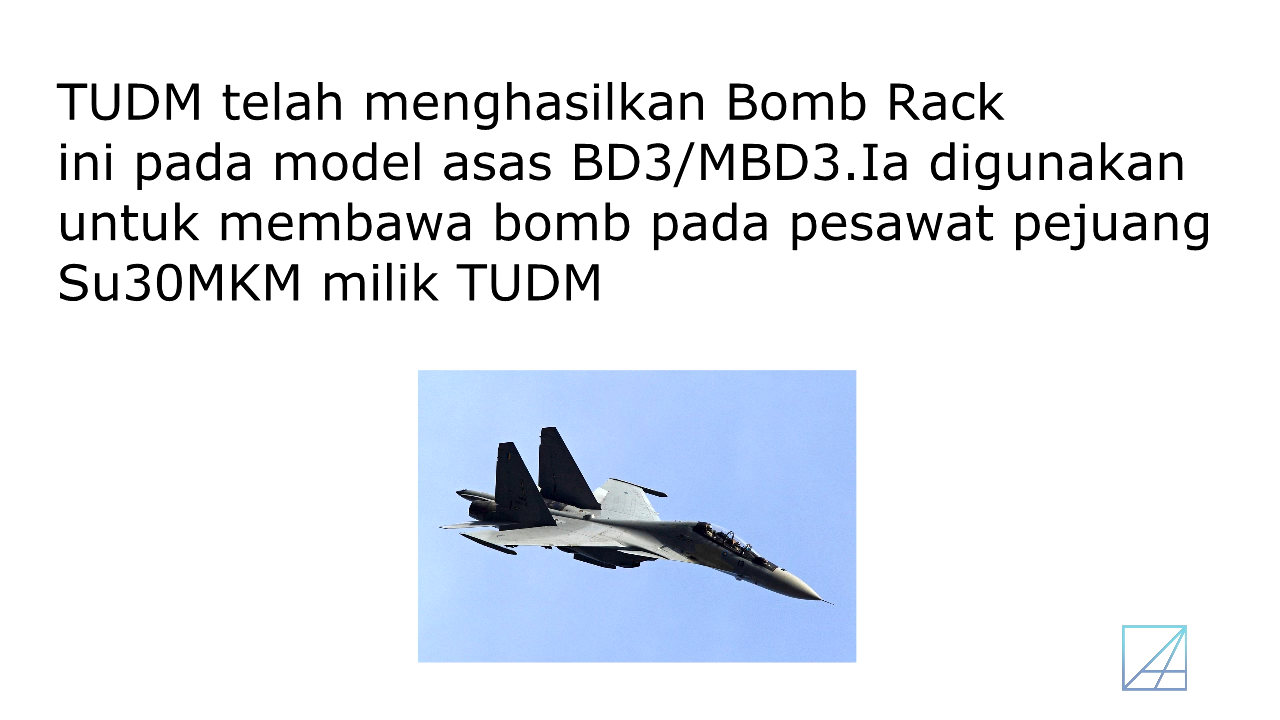 TUDM telah menghasilkan Bomb Rack
ini pada model asas BD3/MBD3.Ia digunakan
untuk membawa bomb pada pesawat pejuang
Su30MKM milik TUDM